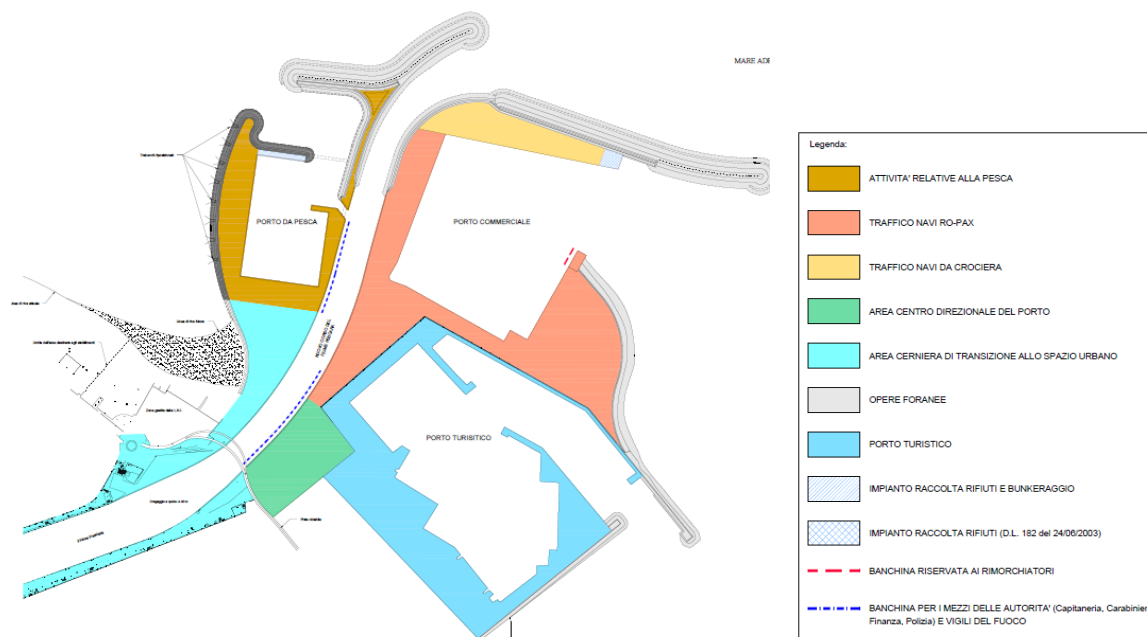 MARE ADR
PORTO DA PESCA
PORTO COMMERCIALE
PORTO TURISITICO
Legenda:
ATTIVITA' RELATIVE ALLA PESCA
TRAFFICO NAVI RO-PAX
TRAFFICO NAVI DA CROCIERA
AREA CENTRO DIREZIONALE DEL PORTO
AREA CERNIERA DI TRANSIZIONE ALLO SPAZIO URBANO
OPERE FORANEE
PORTO TURISTICO
IMPIANTO RACCOLTA RIFIUTI E BUNKERAGGIO
IMPIANTO RACCOLTA RIFIUTI (D.L. 182 del 24/06/2003)
BANCHINA RISERVATA AI RIMORCHIATORI
BANCHINA PER I MEZZI DELLE AUTORITA' (Capitaneria, Carabinier
Finanza, Polizia) E VIGILI DEL FUOCO